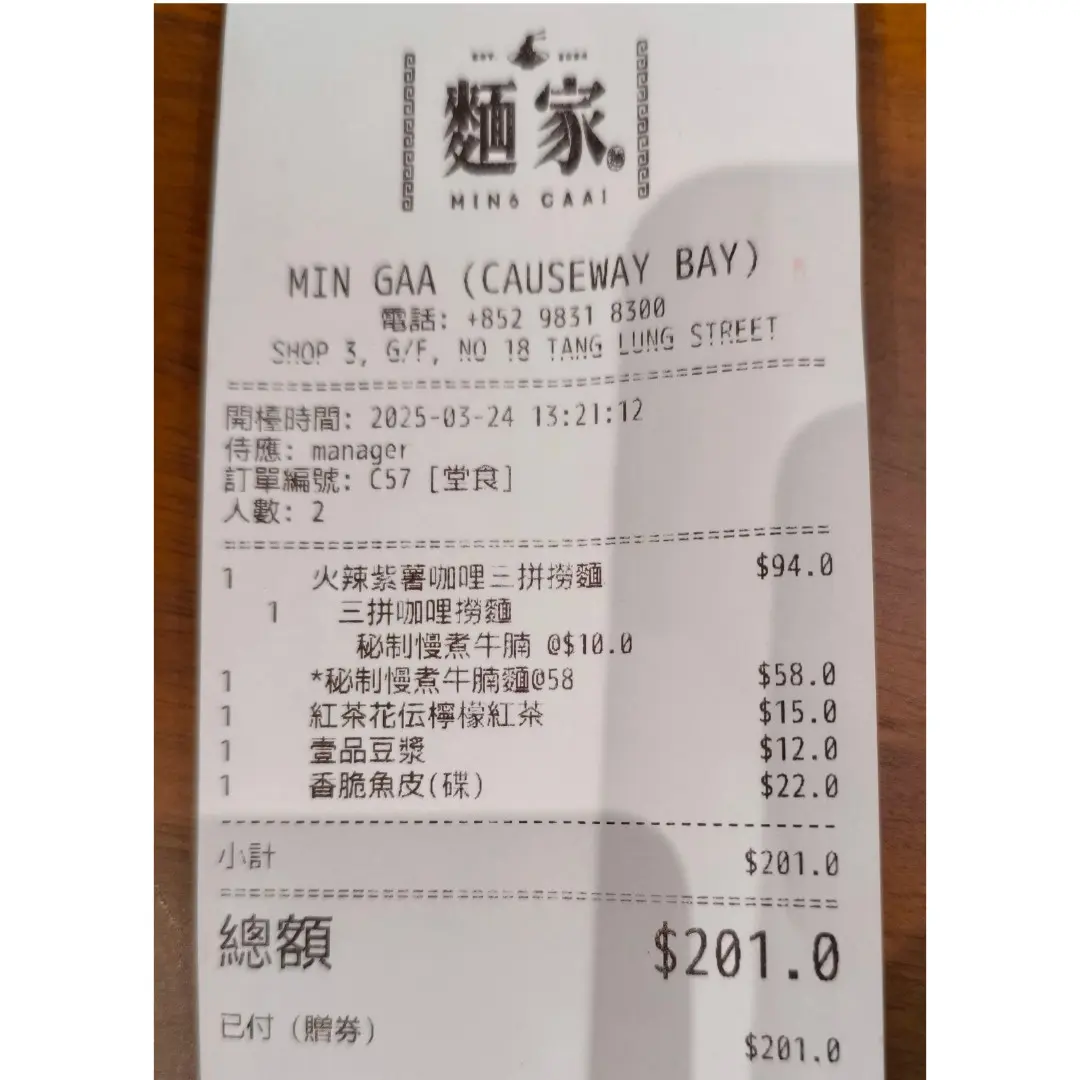 EST. 2024
麵家
MIN6 GAA1
MIN GAA (CAUSEWAY BAY)
電話: +852 9831 8300
SHOP 3, G/F, NO 18 TANG LUNG STREET
開檯時間: 2025-03-24 13:21:12
侍應: manager
訂單編號: C57 [堂食]
人數: 2
1 火辣紫薯咖哩三拼撈麵 $94.0
1 三拼咖哩撈麵
秘制慢煮牛腩 @$10.0
1 *秘制慢煮牛腩麵@58 $58.0
1 紅茶花伝檸檬紅茶 $15.0
1 壹品豆漿 $12.0
1 香脆魚皮(碟) $22.0
小計 $201.0
總額 $201.0
已付 (贈券) $201.0